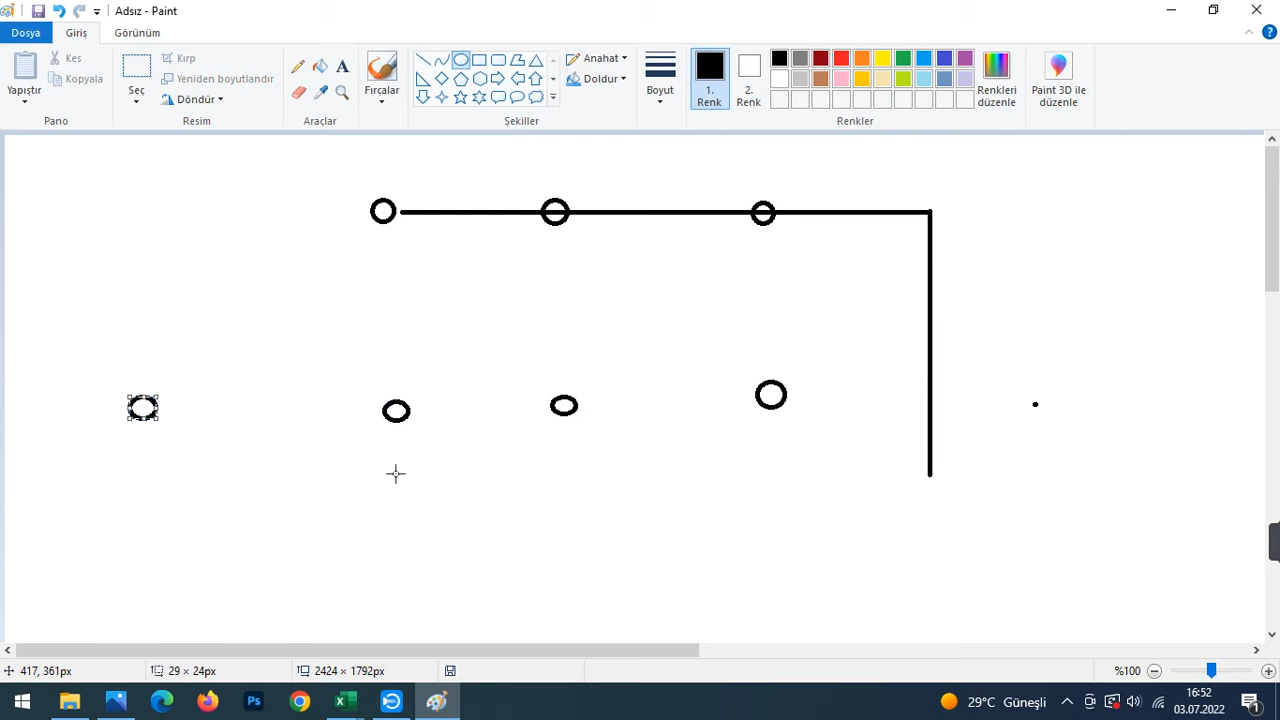 Adsız - Paint
Dosya Giriş Görünüm
Yapıştır
Kes
Kopyala
Pano
Seç
Kırp
Yeniden boyutlandır
Döndür
Resim
A
Araçlar
Fırçalar
Anahat
Doldur
Şekiller
Boyut
1.
Renk
2.
Renk
Renkler
Renkleri
düzenle
Paint 3D ile
düzenle
417, 361px
29 × 24px
2424 × 1792px
%100
Ps
29°C Güneşli
16:52
03.07.2022
1